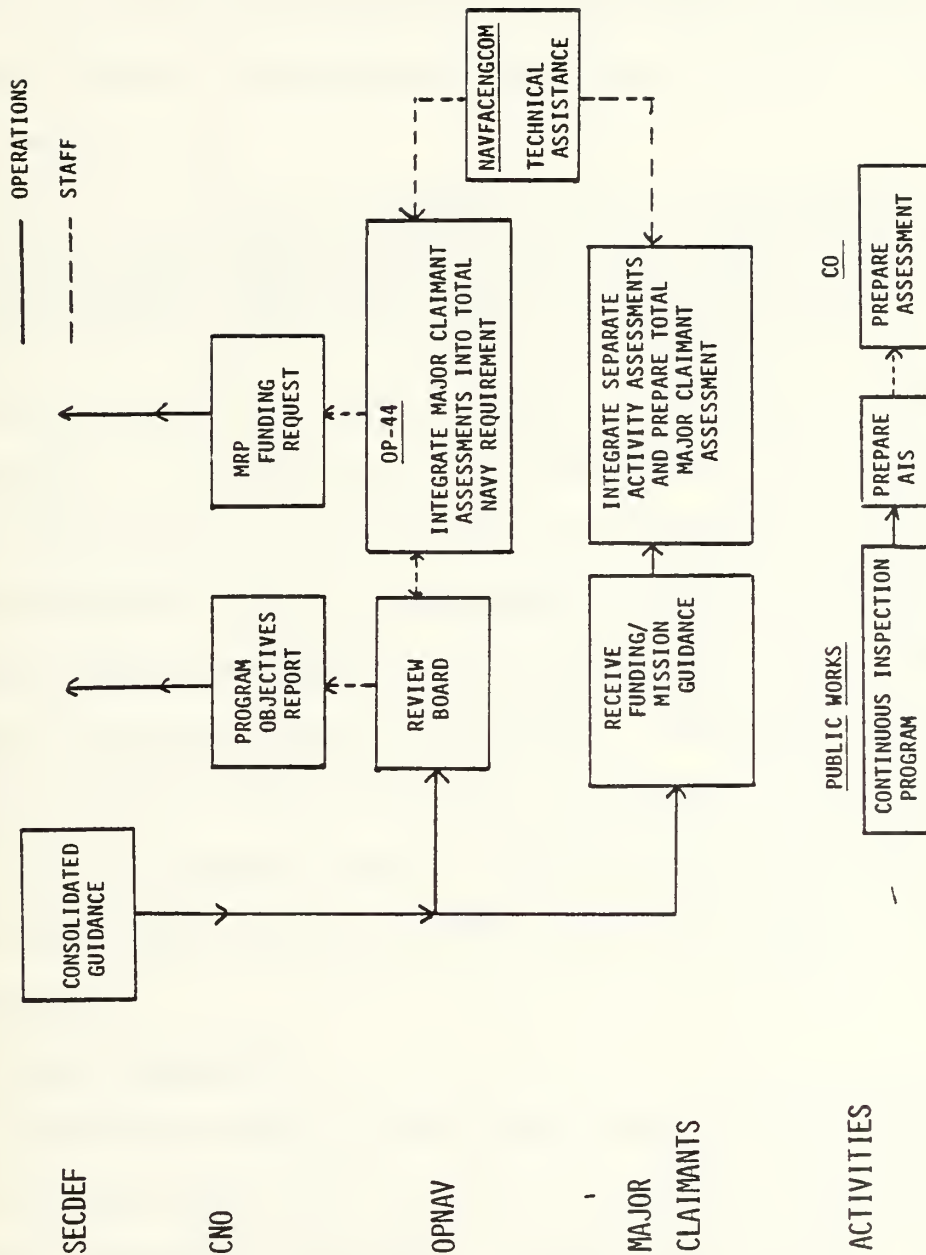 OPERATIONS
STAFF
SECDEF
CONSOLIDATED
GUIDANCE
CNO
PROGRAM
OBJECTIVES
REPORT
MRP
FUNDING
REQUEST
OPNAV
REVIEW
BOARD
OP-44
INTEGRATE MAJOR CLAIMANT
ASSESSMENTS INTO TOTAL
NAVY REQUIREMENT
NAVFACENGCOM
TECHNICAL
ASSISTANCE
MAJOR
CLAIMANTS
RECEIVE
FUNDING/
MISSION
GUIDANCE
INTEGRATE SEPARATE
ACTIVITY ASSESSMENTS
AND PREPARE TOTAL
MAJOR CLAIMANT
ASSESSMENT
ACTIVITIES
PUBLIC WORKS
CONTINUOUS INSPECTION
PROGRAM
PREPARE
AIS
CO
PREPARE
ASSESSMENT